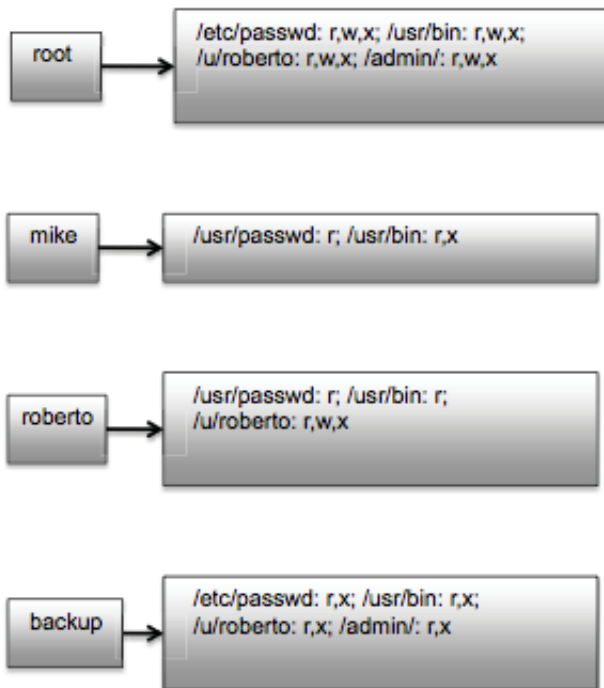 root
/etc/passwd: r,w,x; /usr/bin: r,w,x;
/u/roberto: r,w,x; /admin/: r,w,x
mike
/usr/passwd: r; /usr/bin: r,x
roberto
/usr/passwd: r; /usr/bin: r;
/u/roberto: r,w,x
backup
/etc/passwd: r,x; /usr/bin: r,x;
/u/roberto: r,x; /admin/: r,x